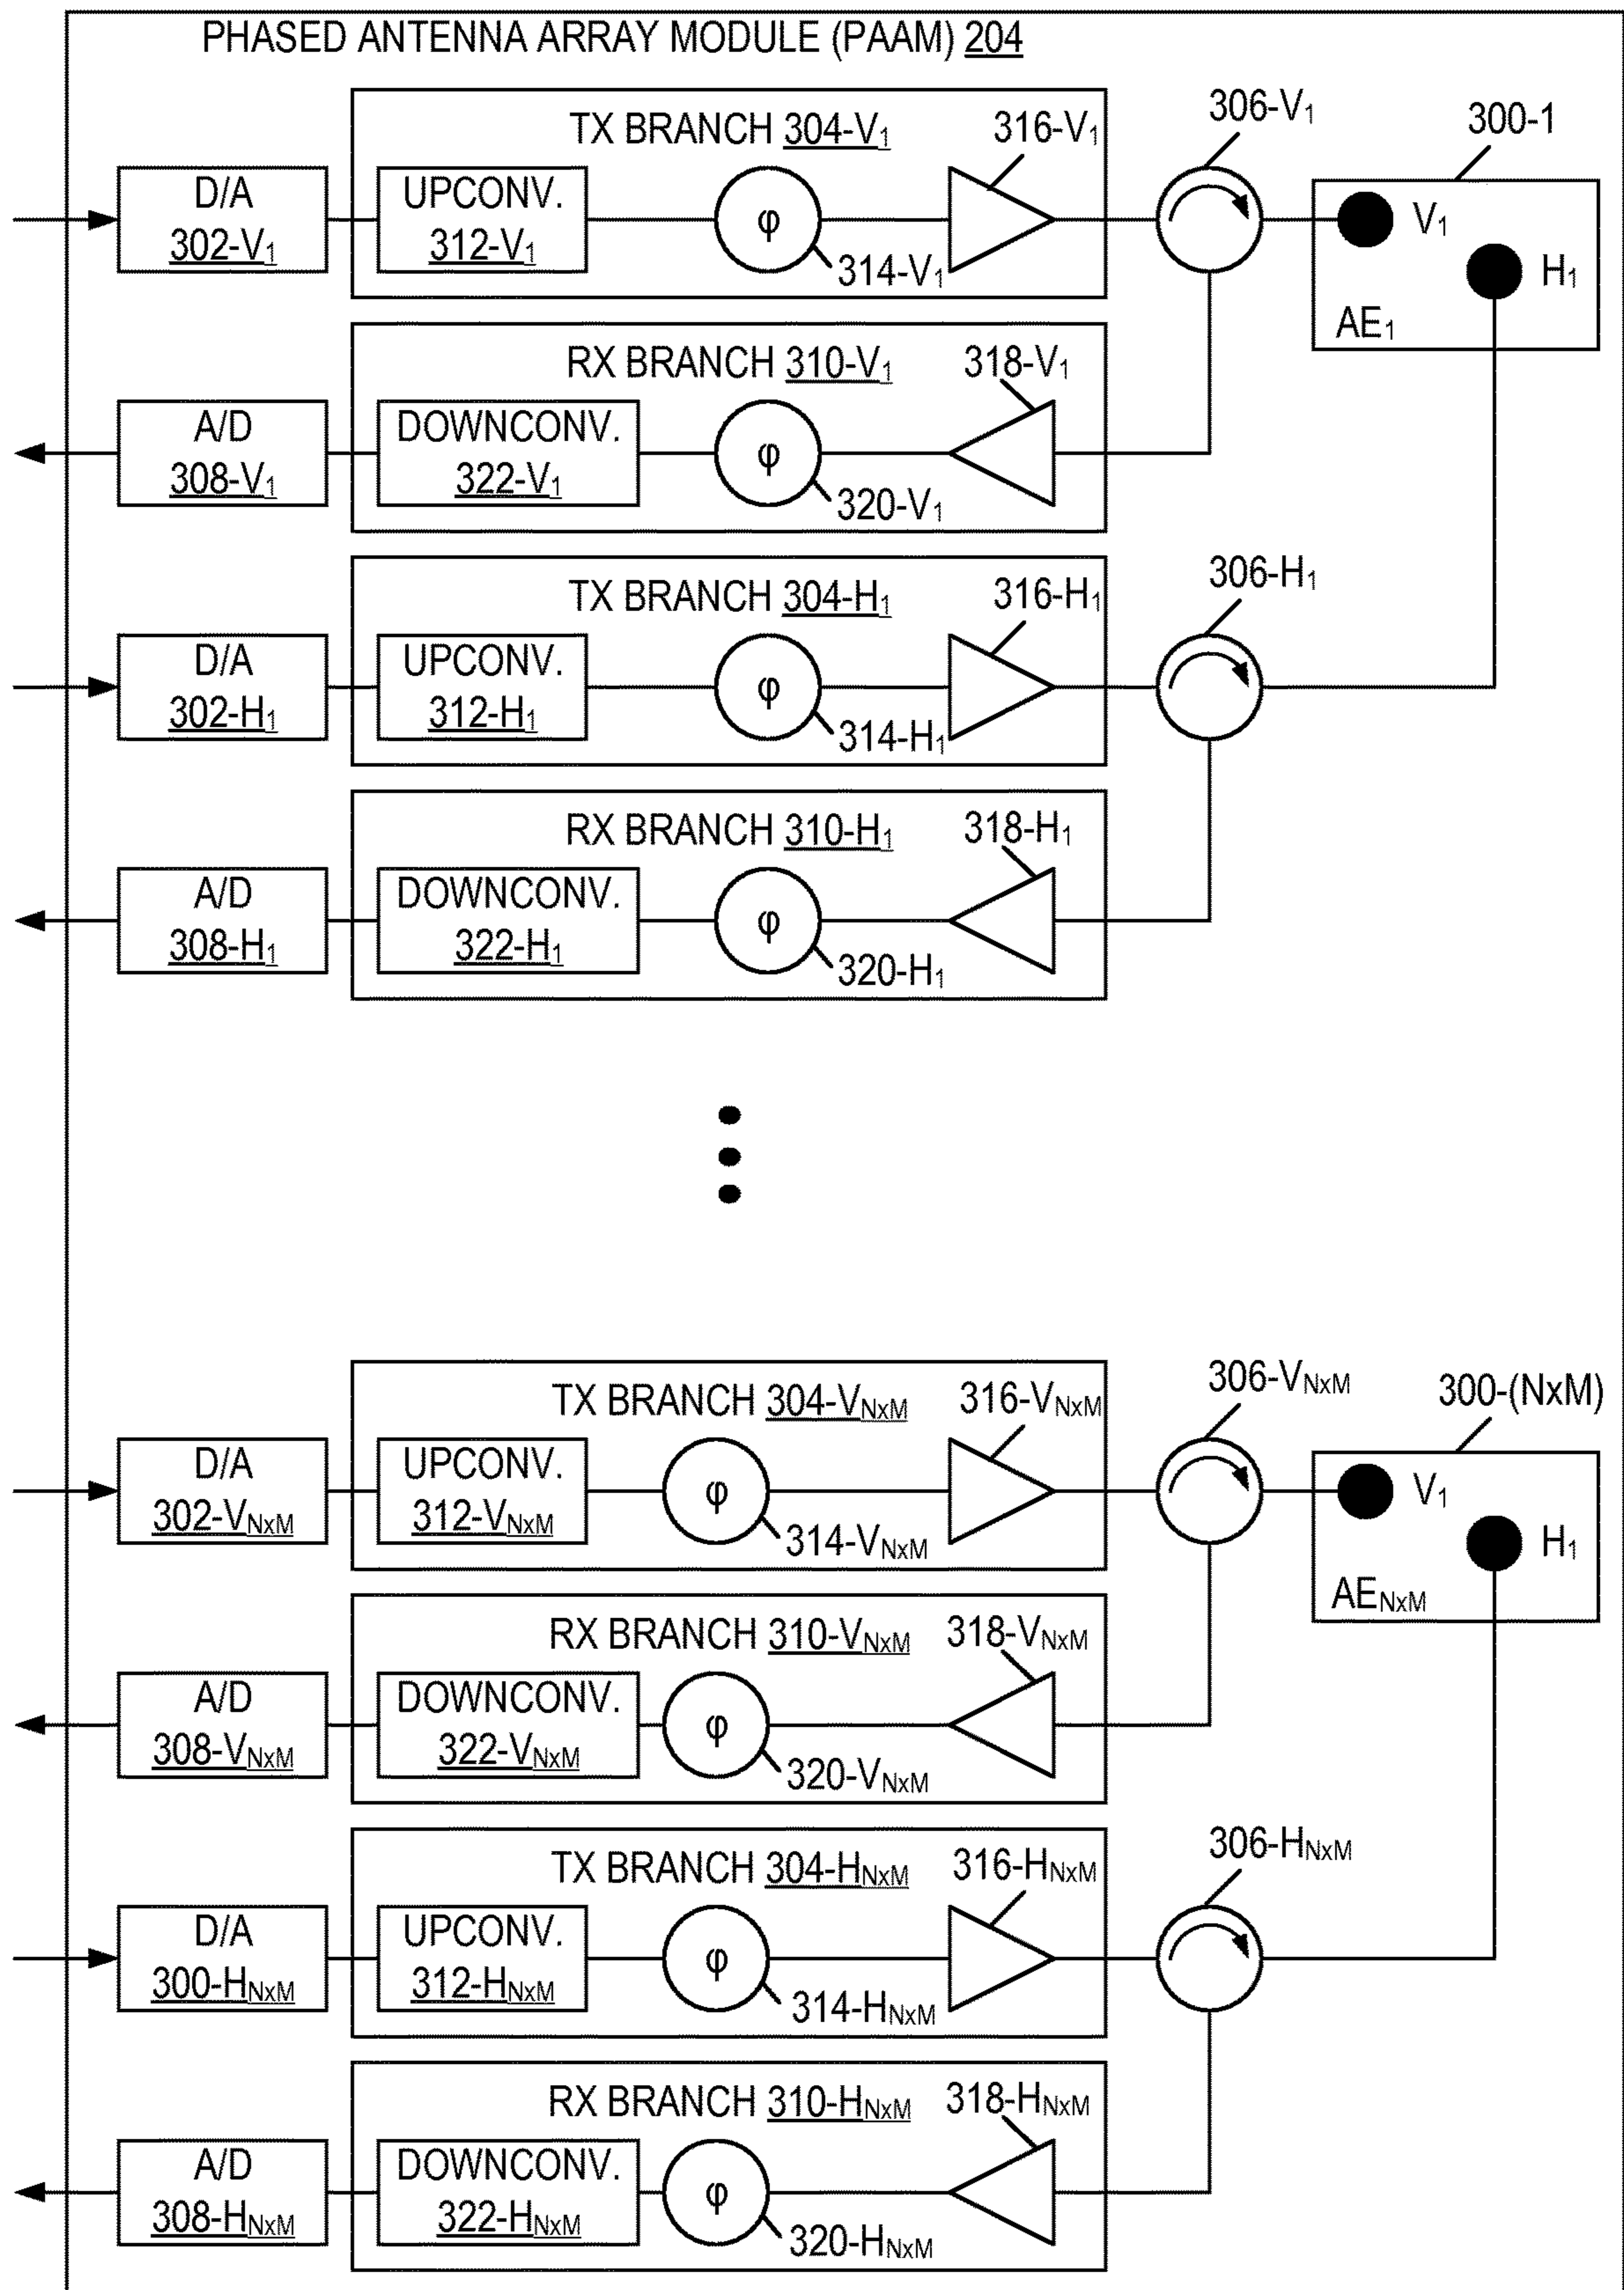 PHASED ANTENNA ARRAY MODULE (PAAM) 204
TX BRANCH 304-V₁
316-V₁
306-V₁
300-1
D/A
302-V₁
UPCONV.
312-V₁
φ
314-V₁
V₁
H₁
AE₁
RX BRANCH 310-V₁
318-V₁
A/D
308-V₁
DOWNCONV.
322-V₁
φ
320-V₁
TX BRANCH 304-H₁
316-H₁
306-H₁
D/A
302-H₁
UPCONV.
312-H₁
φ
314-H₁
RX BRANCH 310-H₁
318-H₁
A/D
308-H₁
DOWNCONV.
322-H₁
φ
320-H₁
TX BRANCH 304-VNxM
316-VNxM
306-VNxM
300-(NxM)
D/A
302-VNxM
UPCONV.
312-VNxM
φ
314-VNxM
V₁
H₁
AENxM
RX BRANCH 310-VNxM
318-VNxM
A/D
308-VNxM
DOWNCONV.
322-VNxM
φ
320-VNxM
TX BRANCH 304-HNxM
316-HNxM
306-HNxM
D/A
300-HNxM
UPCONV.
312-HNxM
φ
314-HNxM
RX BRANCH 310-HNxM
318-HNxM
A/D
308-HNxM
DOWNCONV.
322-HNxM
φ
320-HNxM